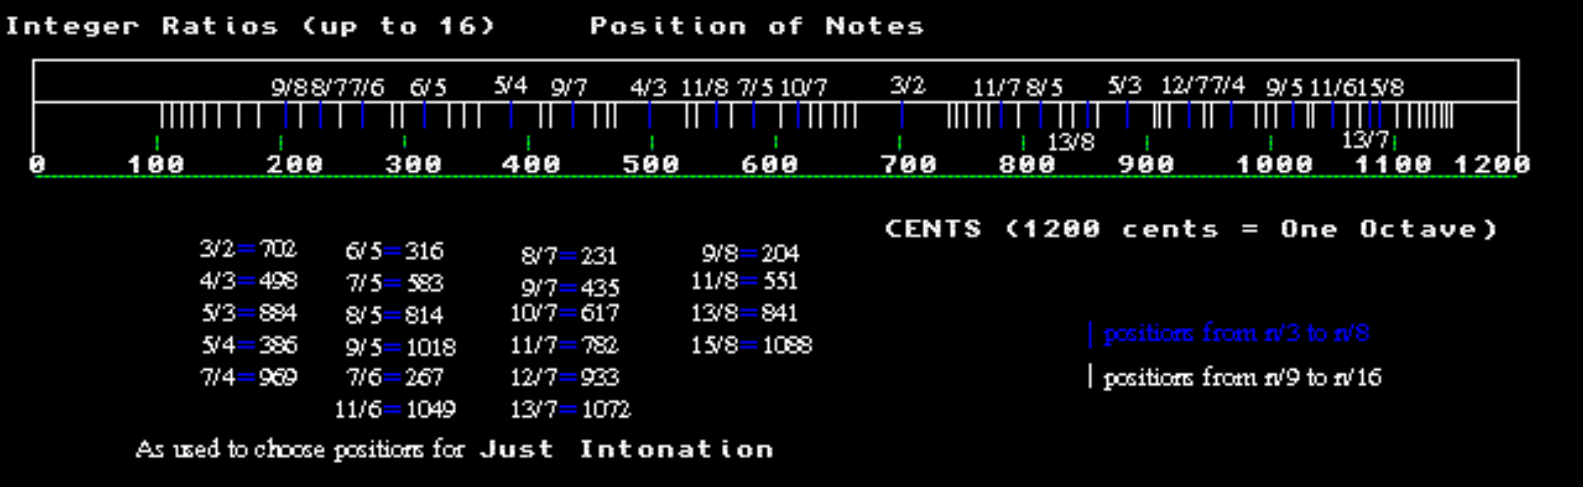 Integer Ratios (up to 16) Position of Notes
9/8 8/7 7/6 6/5 5/4 9/7 4/3 11/8 7/5 10/7 3/2 11/7 8/5 5/3 12/7 7/4 9/5 11/6 15/8
13/8 13/7
0 100 200 300 400 500 600 700 800 900 1000 1100 1200
CENTS (1200 cents = One Octave)
3/2=702 6/5=316 8/7=231 9/8=204
4/3=498 7/5=583 9/7=435 11/8=551
5/3=884 8/5=814 10/7=617 13/8=841
5/4=386 9/5=1018 11/7=782 15/8=1088
7/4=969 7/6=267 12/7=933
11/6=1049 13/7=1072
| positions from n/3 to n/8
| positions from n/9 to n/16
As used to choose positions for Just Intonation